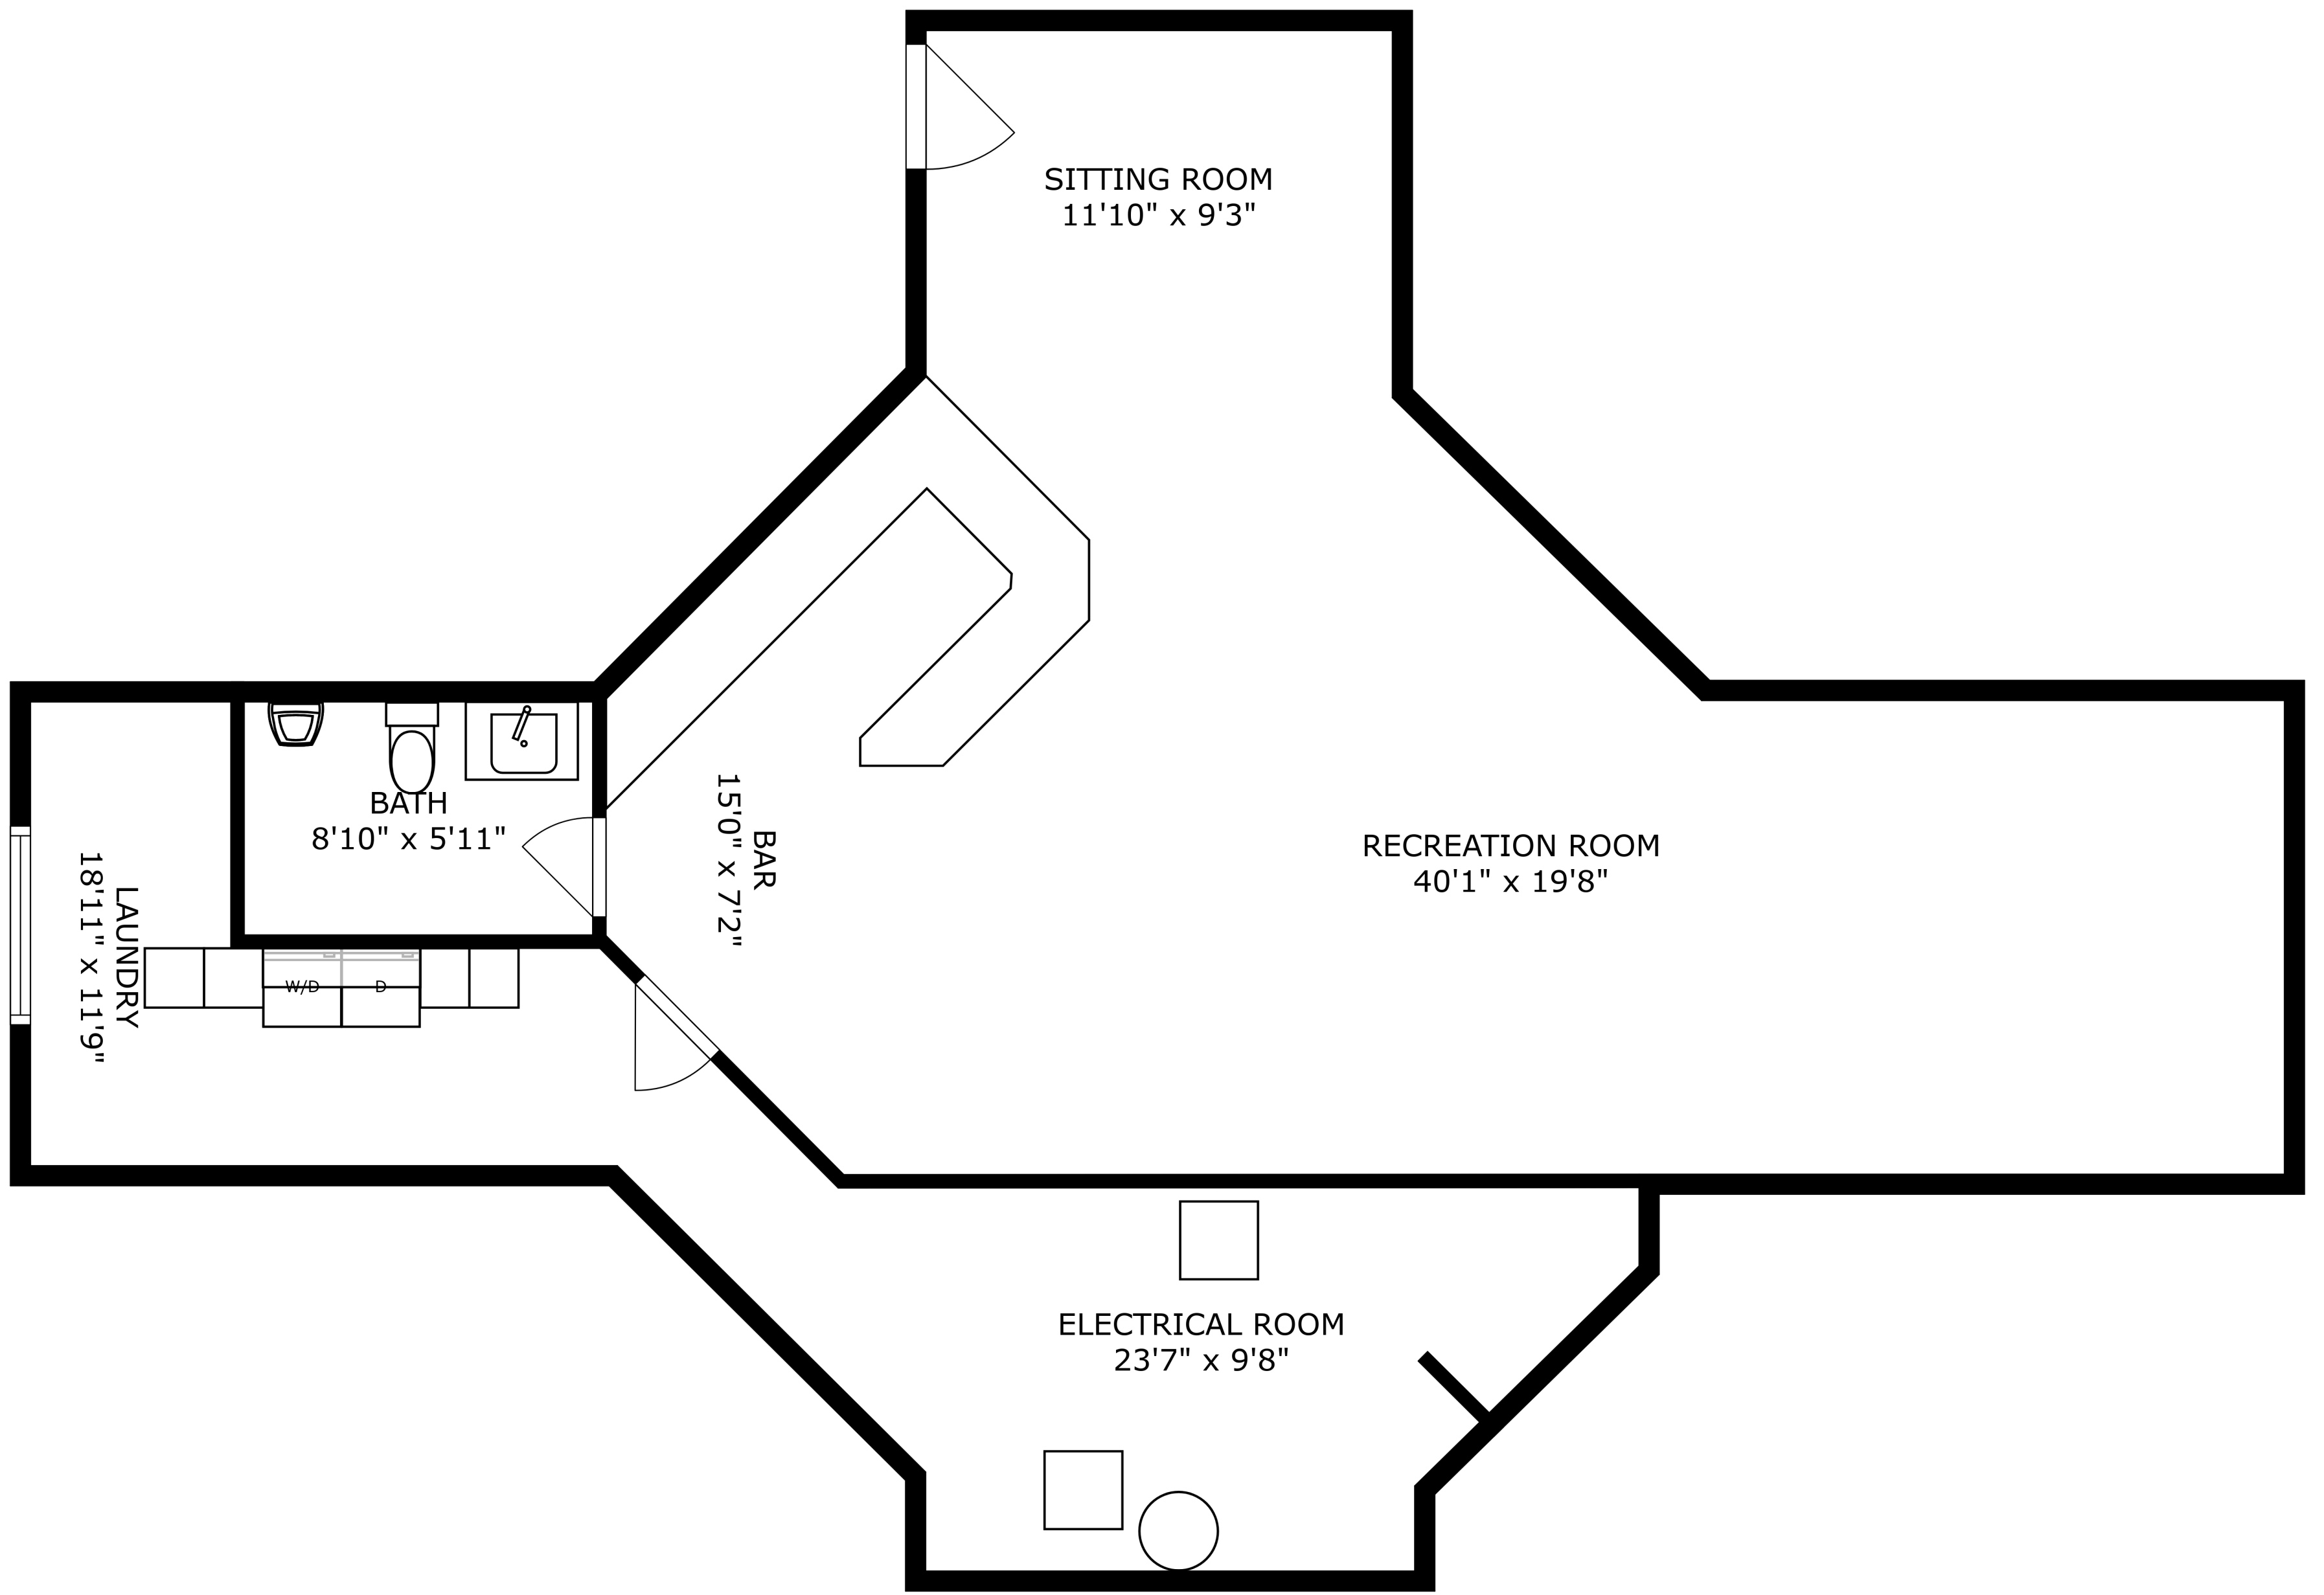 SITTING ROOM
11'10" x 9'3"
BATH
8'10" x 5'11"
BAR
15'0" x 7'2"
RECREATION ROOM
40'1" x 19'8"
LAUNDRY
18'11" x 11'9"
W/D
D
ELECTRICAL ROOM
23'7" x 9'8"